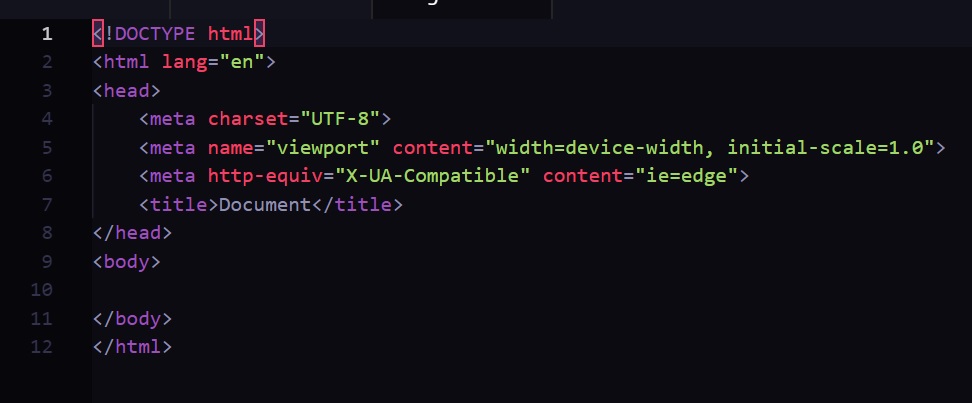 1 <!DOCTYPE html>
2 <html lang="en">
3 <head>
4     <meta charset="UTF-8">
5     <meta name="viewport" content="width=device-width, initial-scale=1.0">
6     <meta http-equiv="X-UA-Compatible" content="ie=edge">
7     <title>Document</title>
8 </head>
9 <body>
10
11 </body>
12 </html>